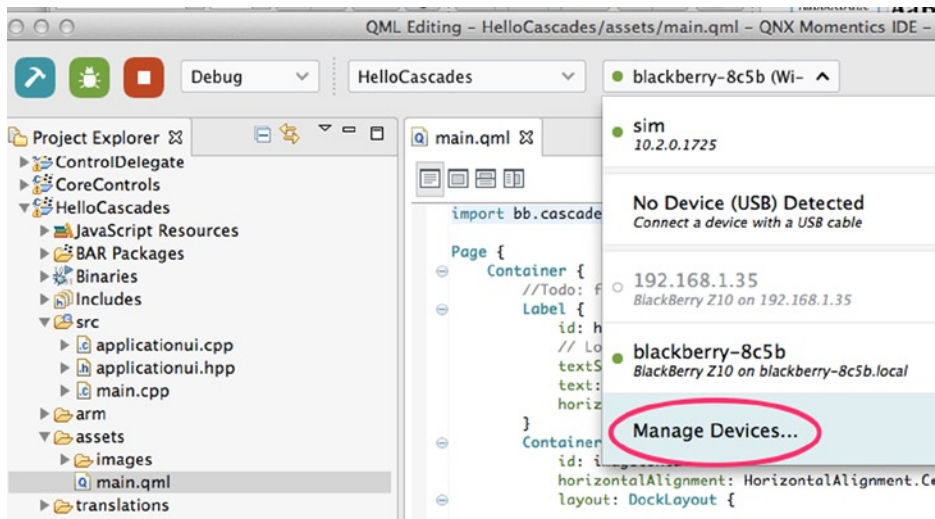 QML Editing – HelloCascades/assets/main.qml – QNX Momentics IDE –
Debug
HelloCascades
blackberry-8c5b (Wi-
Project Explorer
main.qml
ControlDelegate
CoreControls
HelloCascades
JavaScript Resources
BAR Packages
Binaries
Includes
src
applicationui.cpp
applicationui.hpp
main.cpp
arm
assets
images
main.qml
translations
import bb.cascade
Page {
Container {
//Todo: f
Label {
id: h
// Lo
textS
text:
horiz
}
Container
id:
horizontalAlignment: HorizontalAlignment.Ce
layout: DockLayout {
sim
10.2.0.1725
No Device (USB) Detected
Connect a device with a USB cable
192.168.1.35
BlackBerry Z10 on 192.168.1.35
blackberry-8c5b
BlackBerry Z10 on blackberry-8c5b.local
Manage Devices...